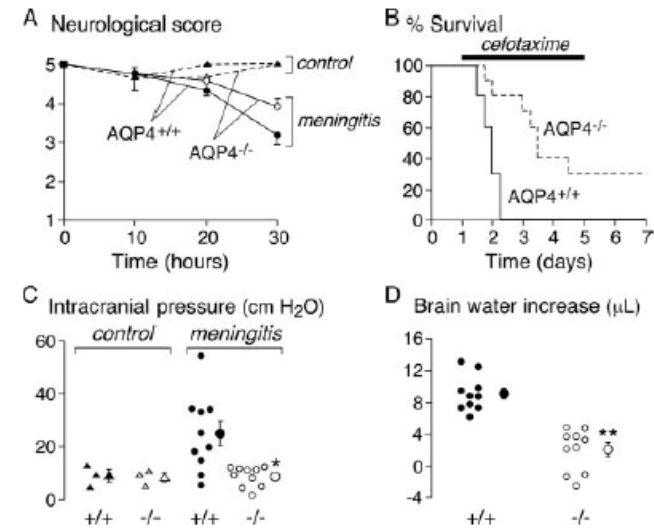 A Neurological score
5
4
3
2
1
0 10 20 30
Time (hours)
control
meningitis
AQP4+/+
AQP4-/-
B % Survival
cefotaxime
100
80
60
40
20
0
0 1 2 3 4 5 6 7
Time (days)
AQP4-/-
AQP4+/+
C Intracranial pressure (cm H₂O)
control meningitis
60
40
20
0
*
+/+ -/- +/+ -/-
D Brain water increase (μL)
16
12
8
4
0
-4
**
+/+ -/-